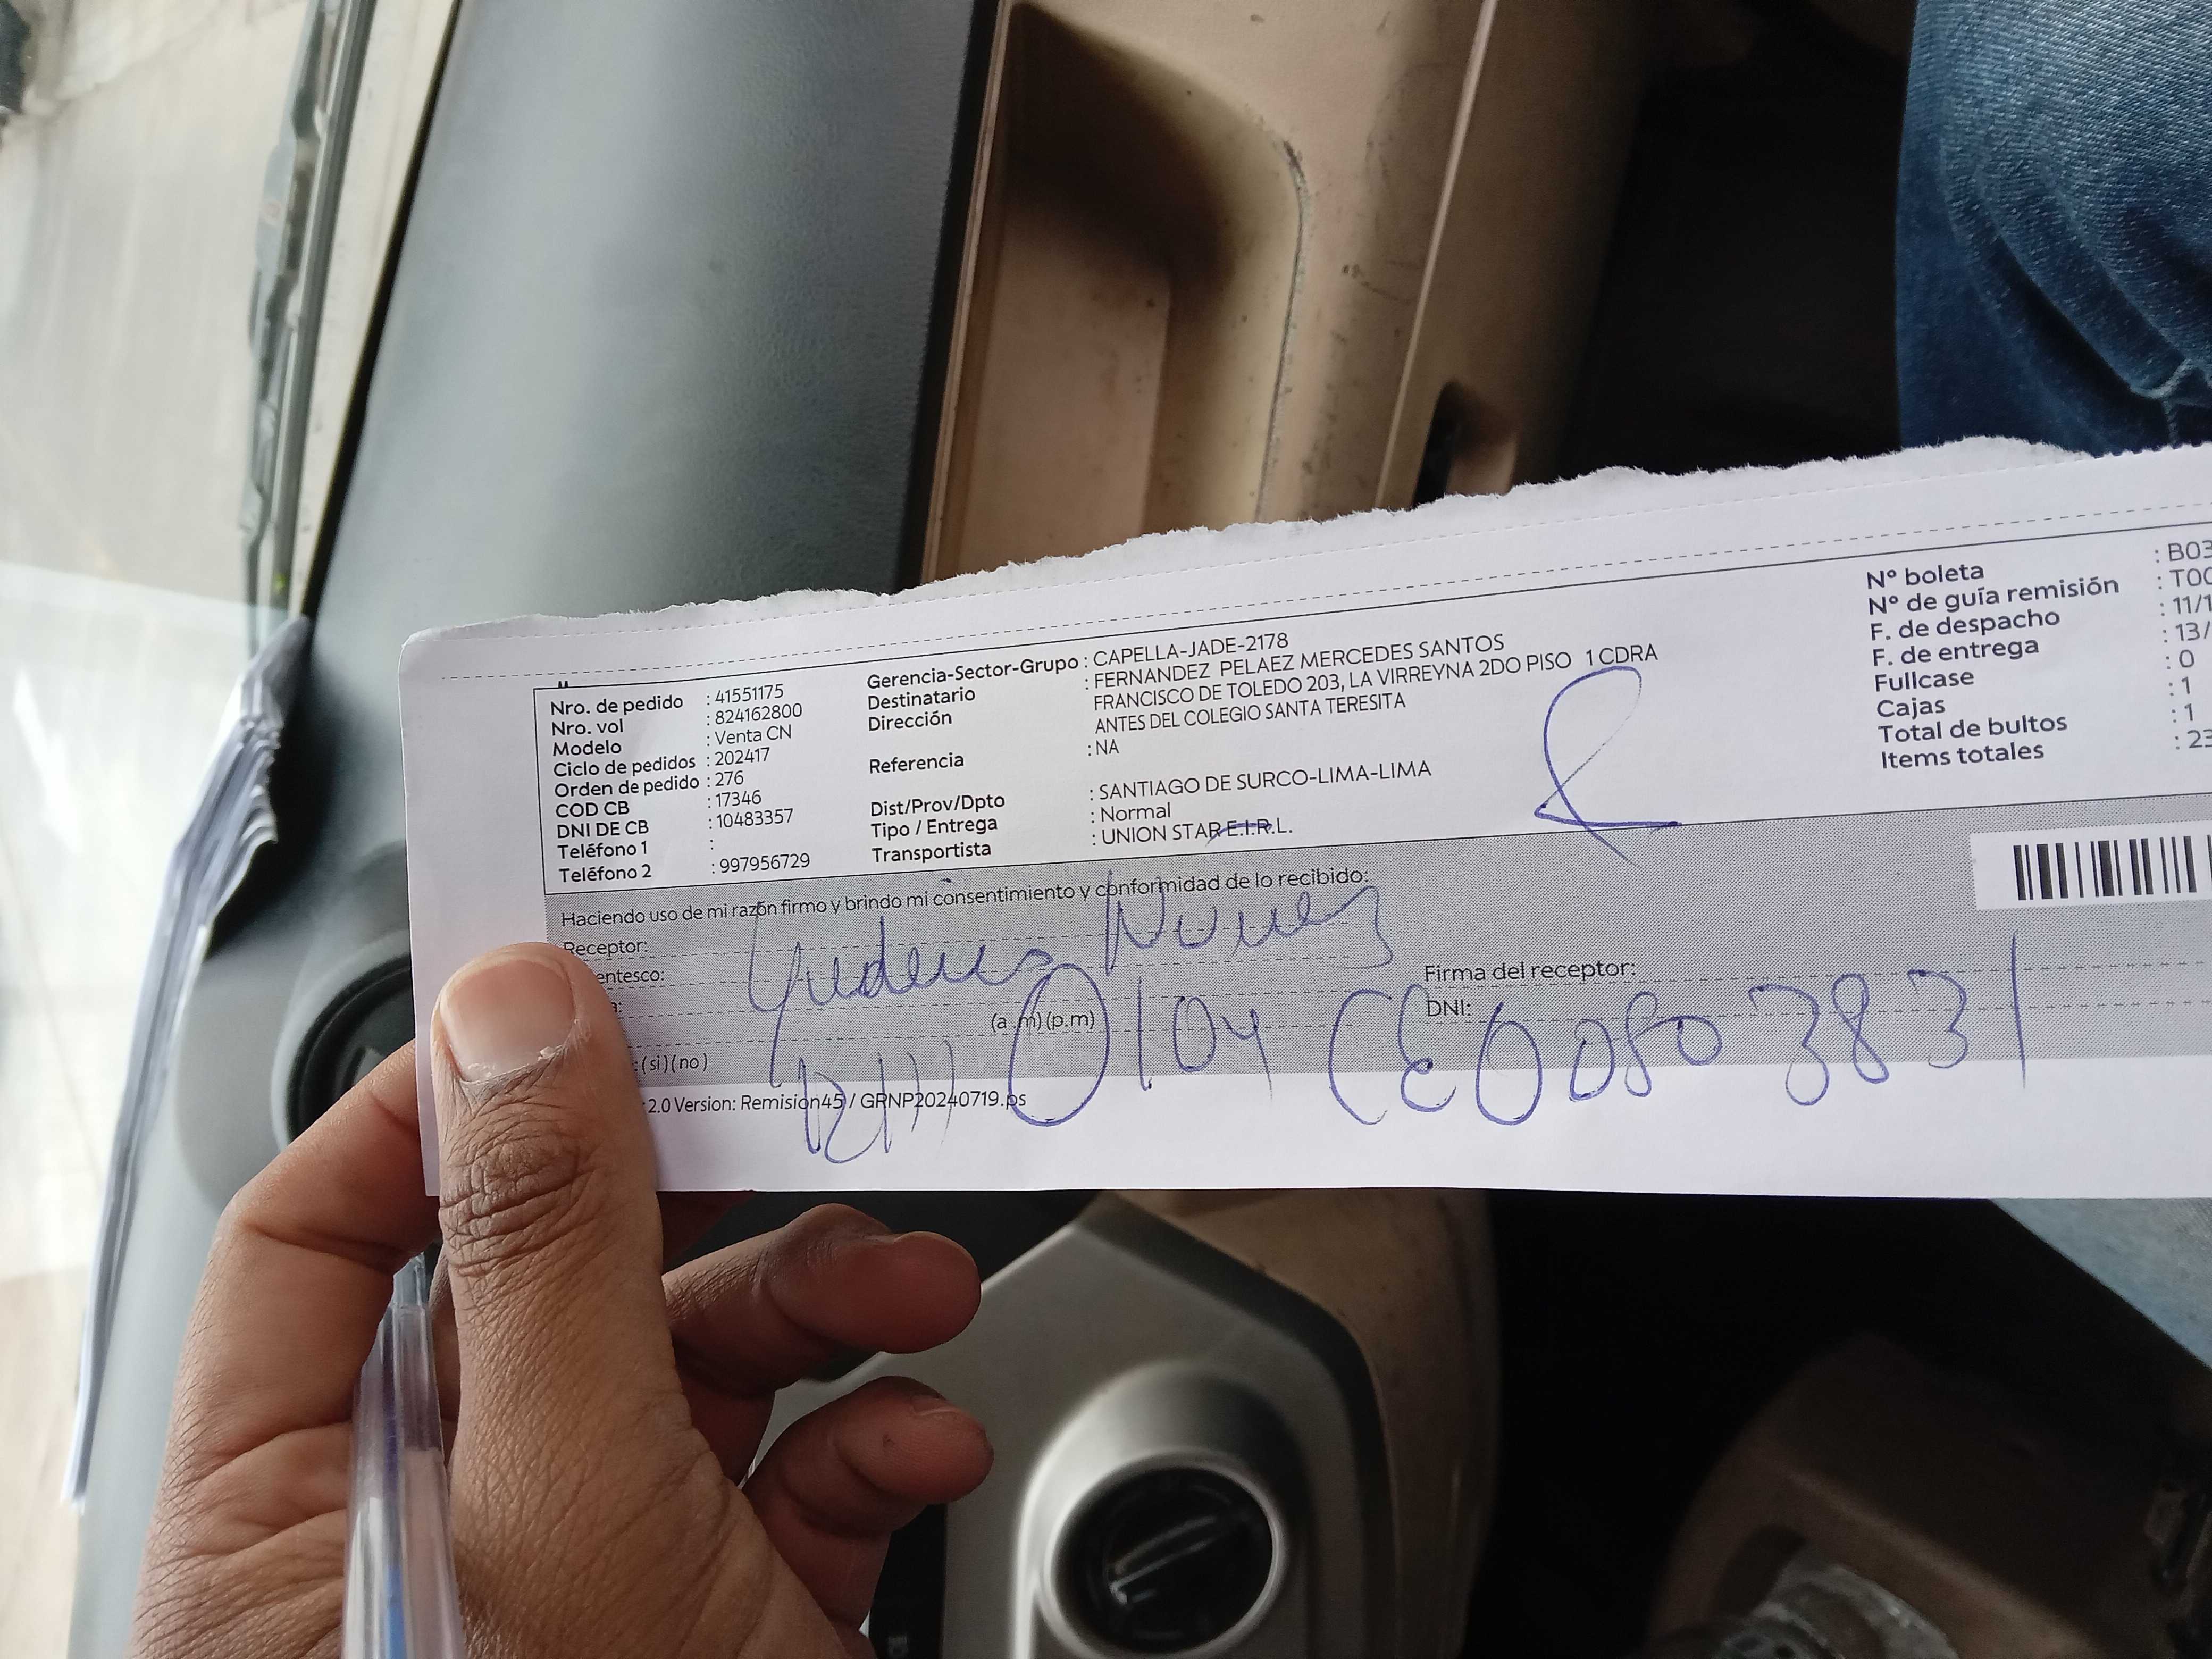 Nro. de pedido : 41551175
Nro. vol : 824162800
Modelo : Venta CN
Ciclo de pedidos : 202417
Orden de pedido : 276
COD CB : 17346
DNI DE CB : 10483357
Teléfono 1 :
Teléfono 2 : 997956729
Gerencia-Sector-Grupo : CAPELLA-JADE-2178
Destinatario : FERNANDEZ PELAEZ MERCEDES SANTOS
Dirección FRANCISCO DE TOLEDO 203, LA VIRREYNA 2DO PISO 1 CDRA
ANTES DEL COLEGIO SANTA TERESITA
Referencia : NA
Dist/Prov/Dpto : SANTIAGO DE SURCO-LIMA-LIMA
Tipo / Entrega : Normal
Transportista : UNION STAR E.I.R.L.
Nº boleta : B03
Nº de guía remisión : T00
F. de despacho : 11/1
F. de entrega : 13/
Fullcase : 0
Cajas : 1
Total de bultos : 1
Items totales : 23
Haciendo uso de mi razón firmo y brindo mi consentimiento y conformidad de lo recibido:
Receptor:
entesco:
Firma del receptor:
a:
(a.m)(p.m)
DNI:
: (si) (no)
2.0 Version: Remision45 / GRNP20240719.ps